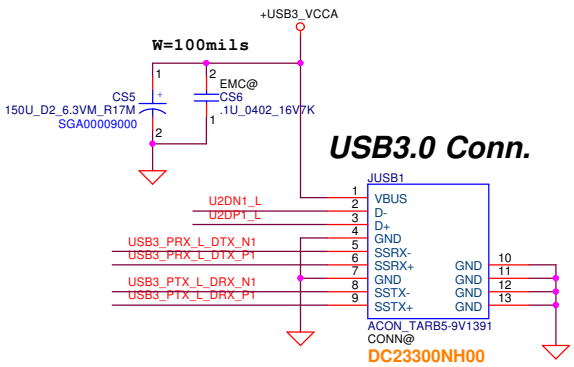 +USB3_VCCA
W=100mils
1
2
EMC@
CS5
CS6
150U_D2_6.3VM_R17M
.1U_0402_16V7K
SGA00009000
2
1
USB3.0 Conn.
JUSB1
1 VBUS
U2DN1_L 2 D-
U2DP1_L 3 D+
4 GND
USB3_PRX_L_DTX_N1 5 SSRX-
USB3_PRX_L_DTX_P1 6 SSRX+ GND 10
7 GND GND 11
USB3_PTX_L_DRX_N1 8 SSTX- GND 12
USB3_PTX_L_DRX_P1 9 SSTX+ GND 13
ACON_TARB5-9V1391
CONN@
DC23300NH00